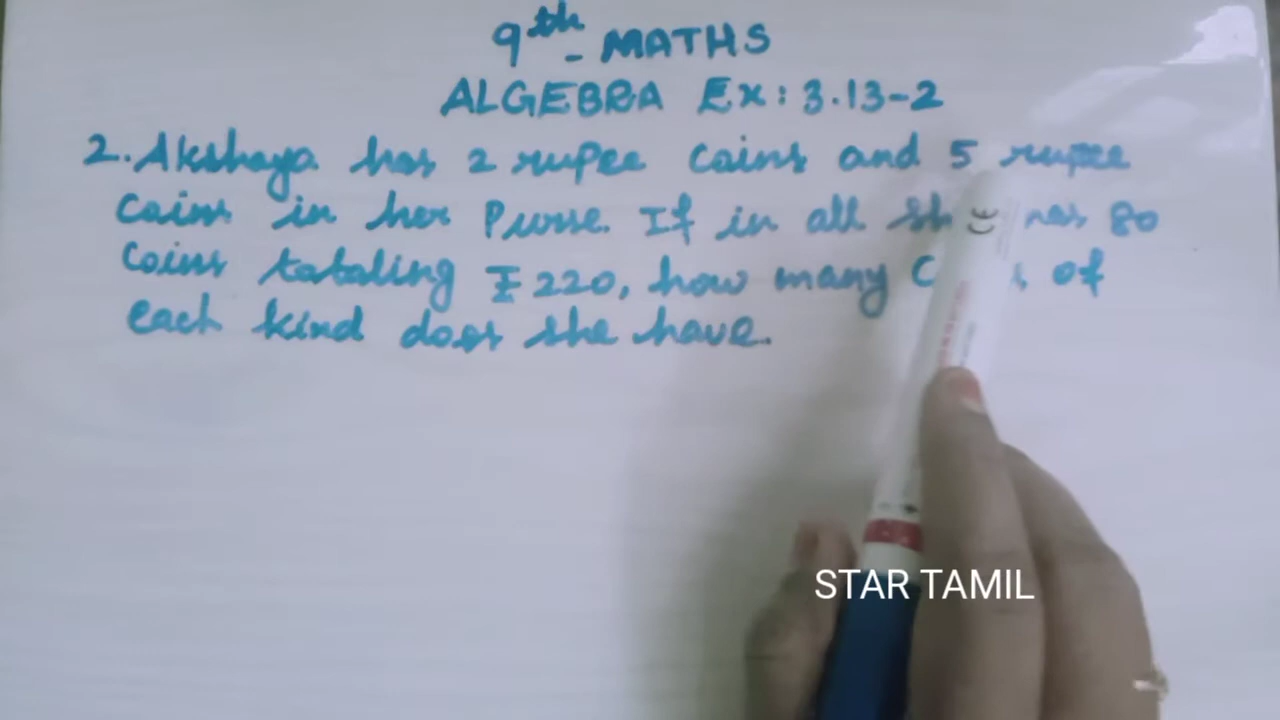 9th - MATHS
ALGEBRA Ex: 3.13-2
2. Akshaya has 2 rupee coins and 5 rupee
coins in her Purse. If in all has 80
Coins totaling ₹ 220, how many of
each kind does she have.
STAR TAMIL